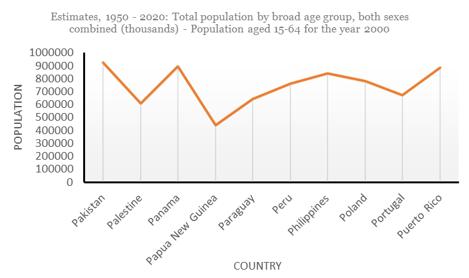 Estimates, 1950 - 2020: Total population by broad age group, both sexes
combined (thousands) - Population aged 15-64 for the year 2000
1000000
900000
800000
700000
600000
500000
400000
300000
200000
100000
0
POPULATION
Pakistan
Palestine
Panama
Papua New Guinea
Paraguay
Peru
Philippines
Poland
Portugal
Puerto Rico
COUNTRY